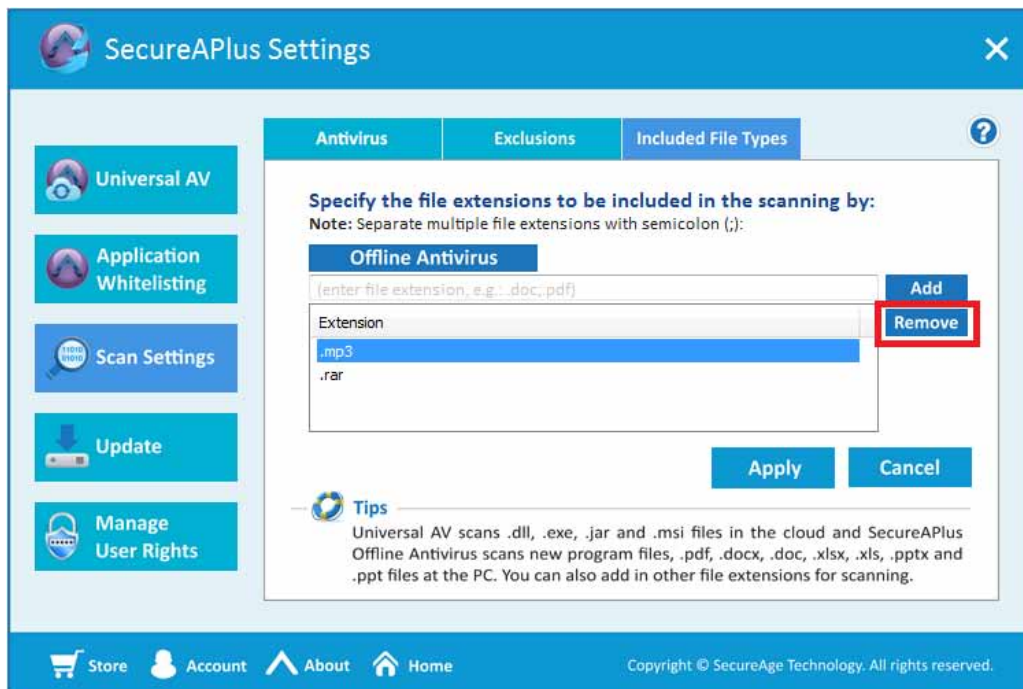 SecureAPlus Settings
Antivirus
Exclusions
Included File Types
?
Universal AV
Application
Whitelisting
Scan Settings
Update
Manage
User Rights
Specify the file extensions to be included in the scanning by:
Note: Separate multiple file extensions with semicolon (;):
Offline Antivirus
(enter file extension, e.g.: .doc;.pdf)
Add
Extension
Remove
.mp3
.rar
Apply
Cancel
Tips
Universal AV scans .dll, .exe, .jar and .msi files in the cloud and SecureAPlus
Offline Antivirus scans new program files, .pdf, .docx, .doc, .xlsx, .xls, .pptx and
.ppt files at the PC. You can also add in other file extensions for scanning.
Store
Account
About
Home
Copyright © SecureAge Technology. All rights reserved.